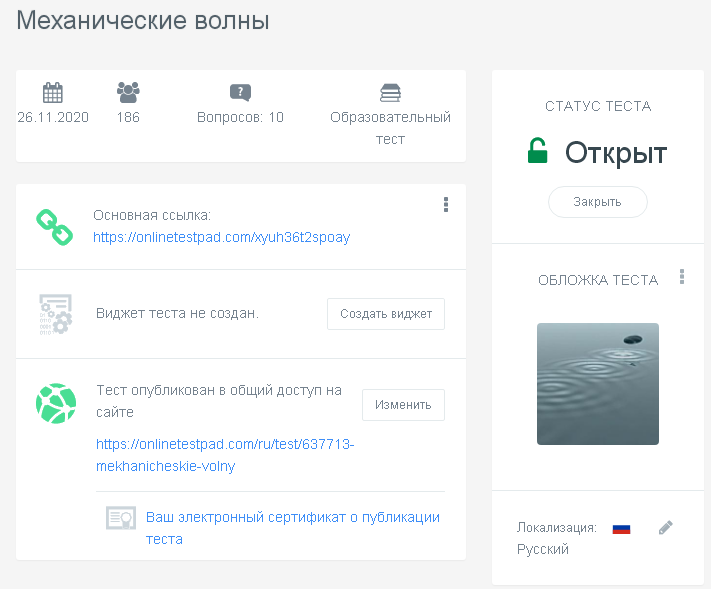 Механические волны
26.11.2020
186
Вопросов: 10
Образовательный
тест
Основная ссылка:
https://onlinetestpad.com/xyuh36t2spoay
Виджет теста не создан.
Создать виджет
Тест опубликован в общий доступ на
сайте
Изменить
https://onlinetestpad.com/ru/test/637713-
mekhanicheskie-volny
Ваш электронный сертификат о публикации
теста
СТАТУС ТЕСТА
Открыт
Закрыть
ОБЛОЖКА ТЕСТА
Локализация:
Русский